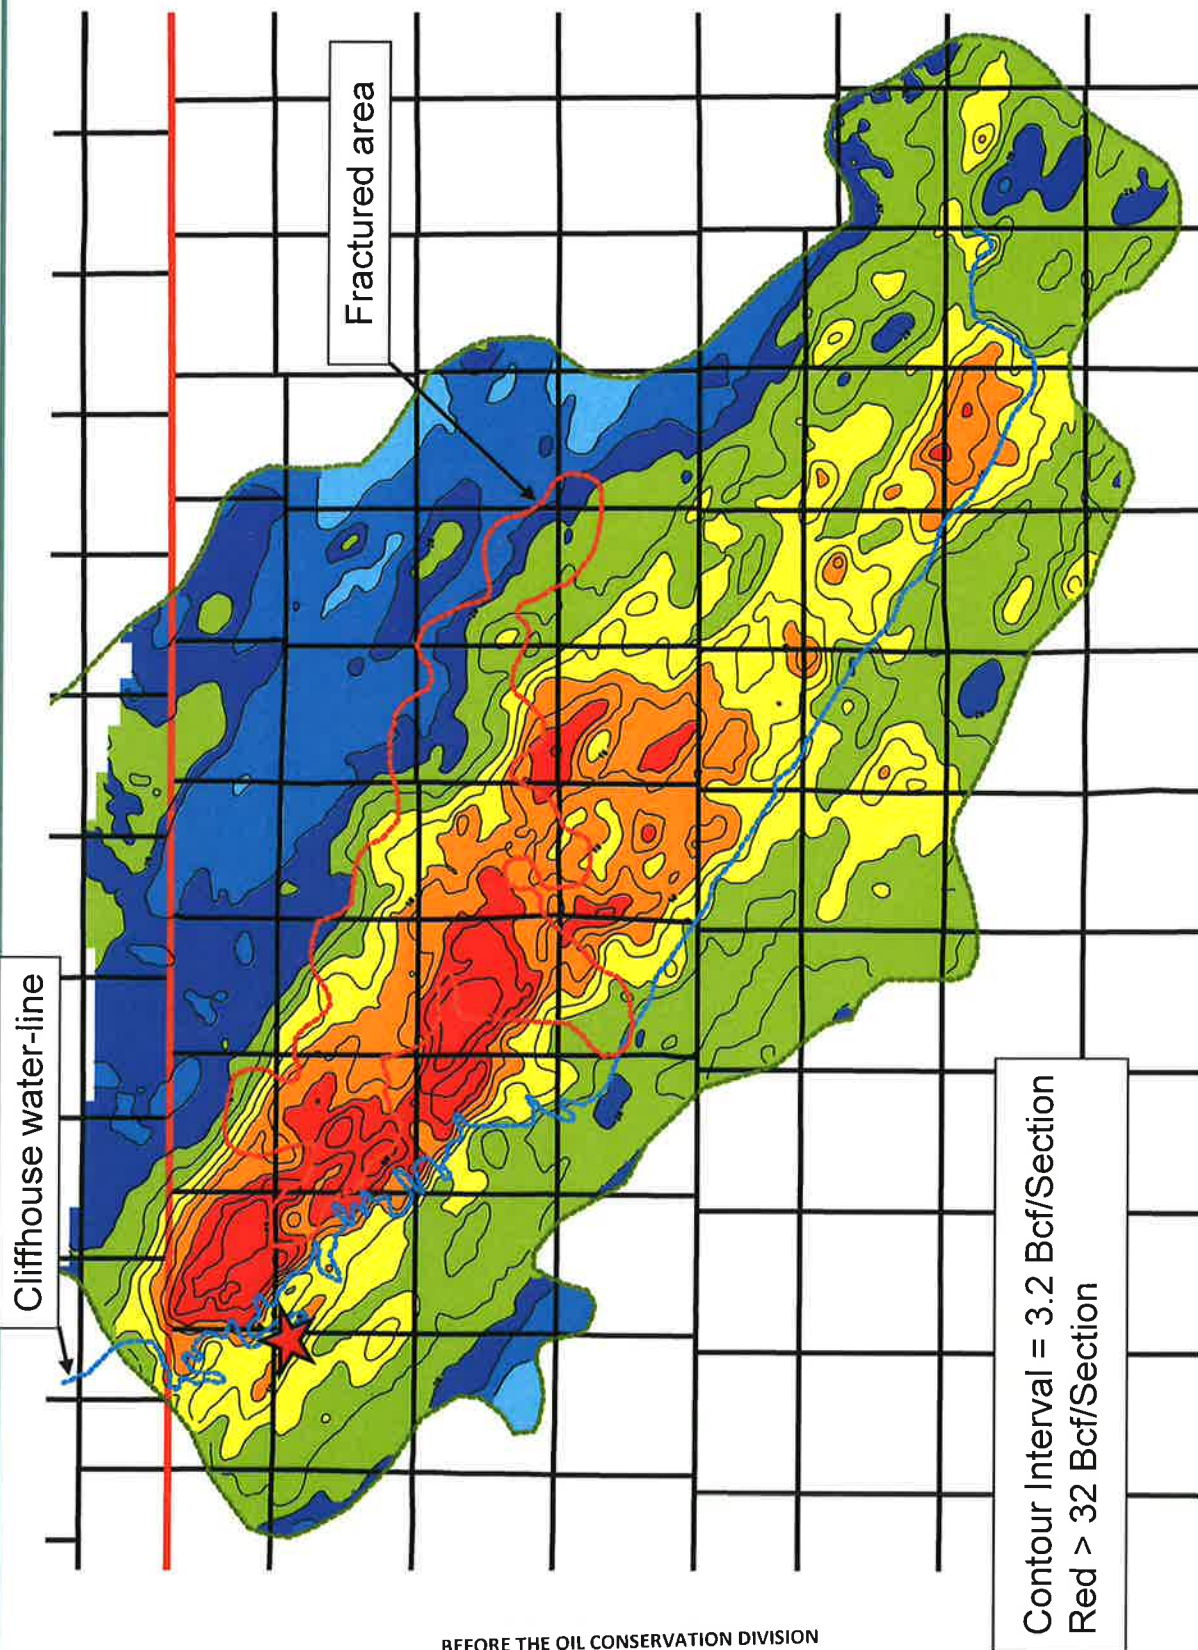 Cliffhouse water-line
Fractured area
Contour Interval = 3.2 Bcf/Section
Red > 32 Bcf/Section
BEFORE THE OIL CONSERVATION DIVISION